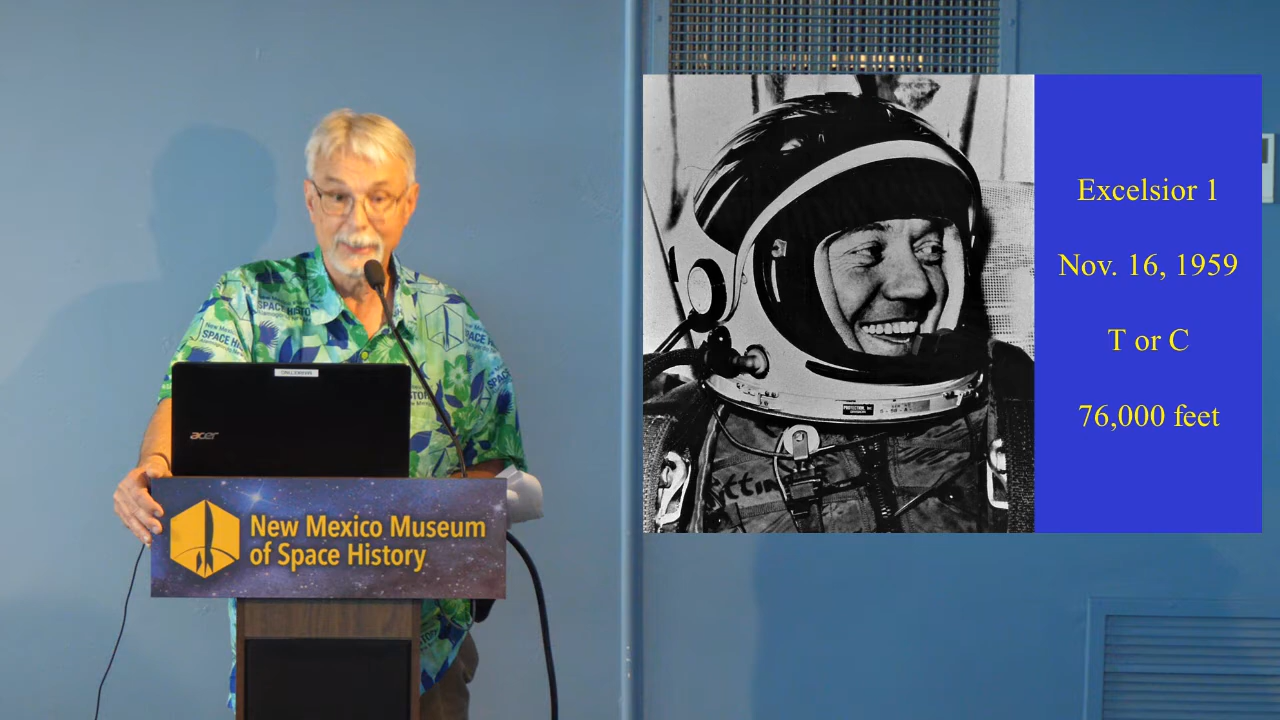 New Mexico Museum
of Space History
acer
Excelsior 1
Nov. 16, 1959
T or C
76,000 feet